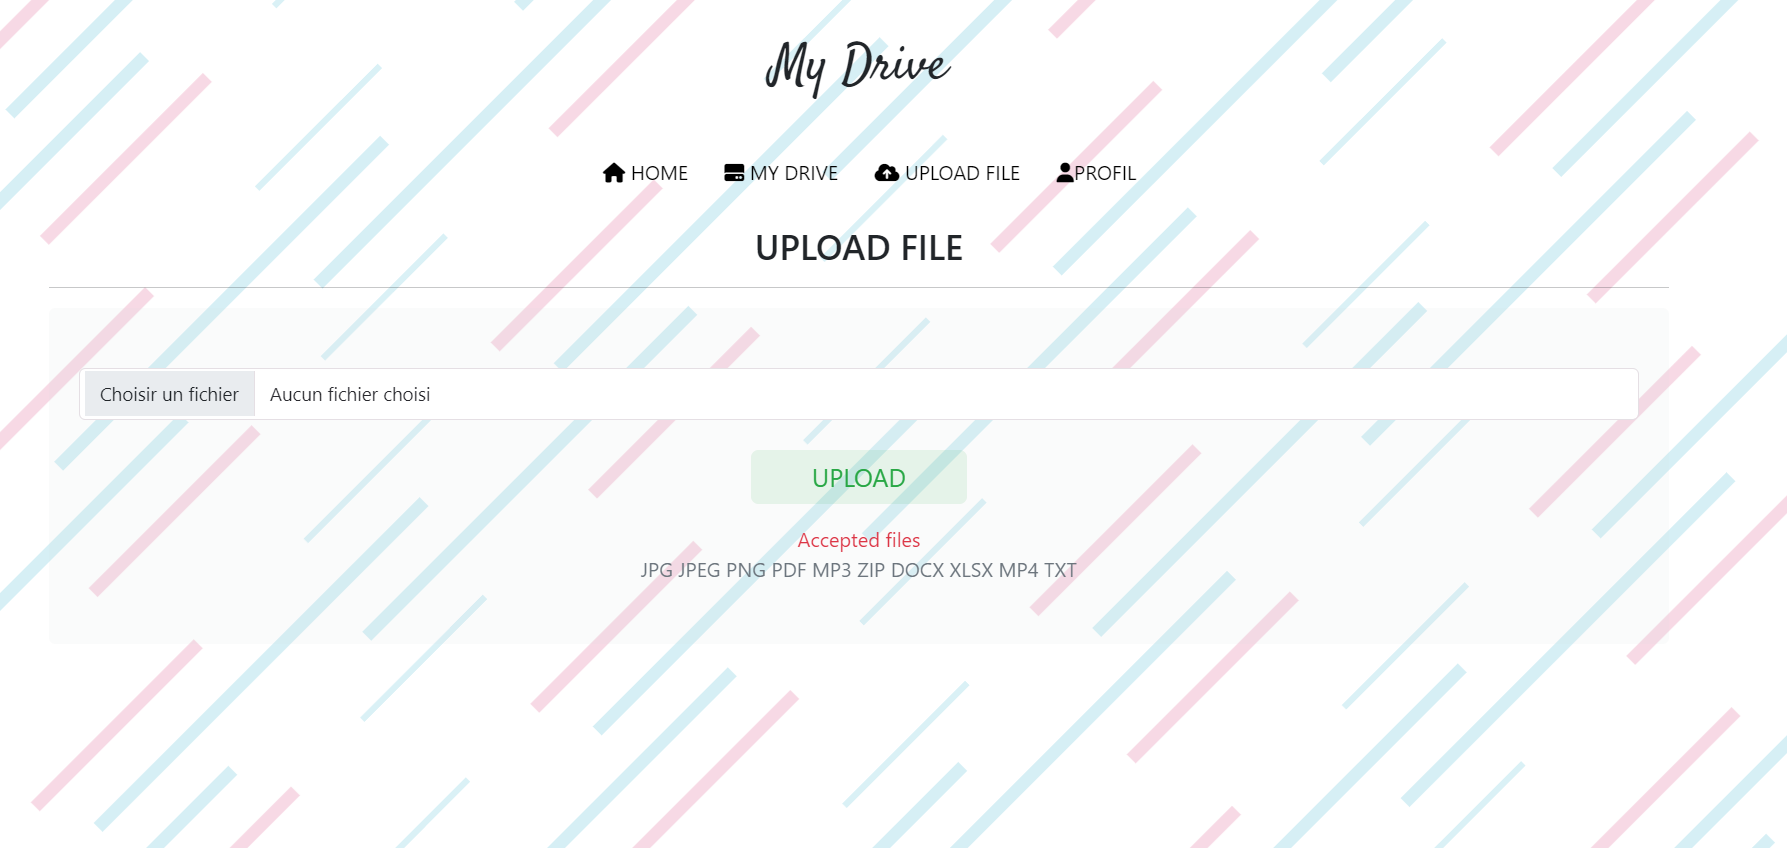 My Drive
HOME MY DRIVE UPLOAD FILE PROFIL
UPLOAD FILE
Choisir un fichier Aucun fichier choisi
UPLOAD
Accepted files
JPG JPEG PNG PDF MP3 ZIP DOCX XLSX MP4 TXT